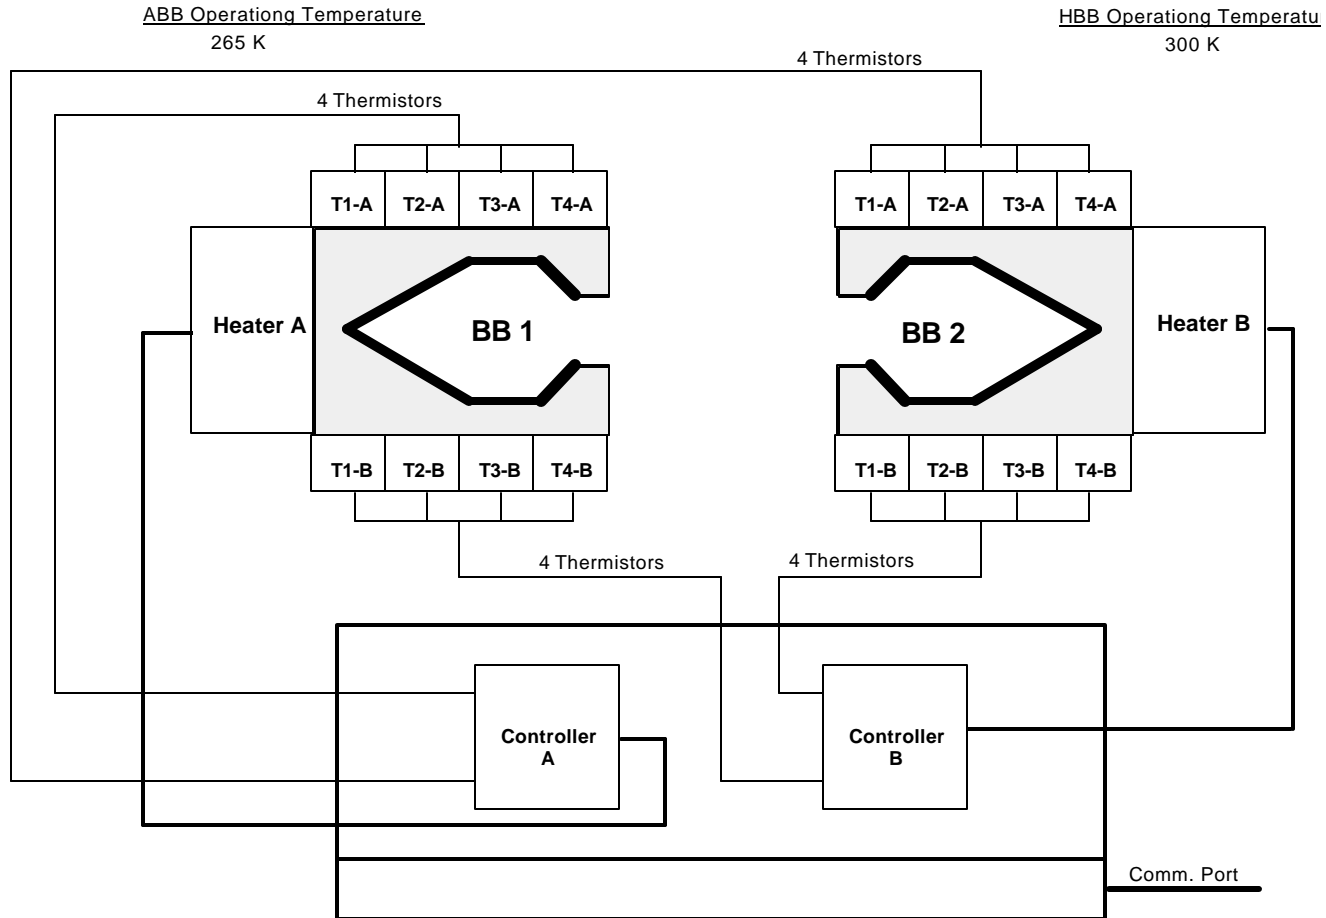 ABB Operationg Temperature
265 K
HBB Operationg Temperatu
300 K
4 Thermistors
4 Thermistors
T1-A T2-A T3-A T4-A
T1-A T2-A T3-A T4-A
Heater A
BB 1
BB 2
Heater B
T1-B T2-B T3-B T4-B
T1-B T2-B T3-B T4-B
4 Thermistors
4 Thermistors
Controller
A
Controller
B
Comm. Port